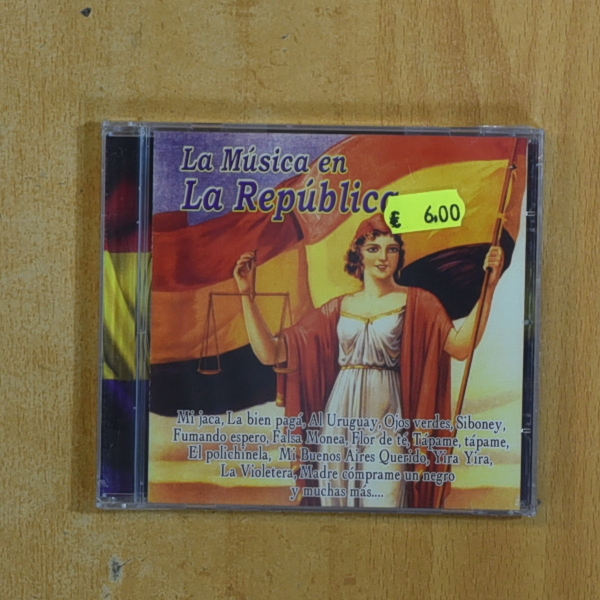 La Música en
La República
€ 6,00
Mi jaca, La bien pagá, Al Uruguay, Ojos verdes, Siboney,
Fumando espero, Falsa Monea, Flor de té, Tápame, tápame,
El polichinela, Mi Buenos Aires Querido, Yira Yira,
La Violetera, Madre cómprame un negro
y muchas más....